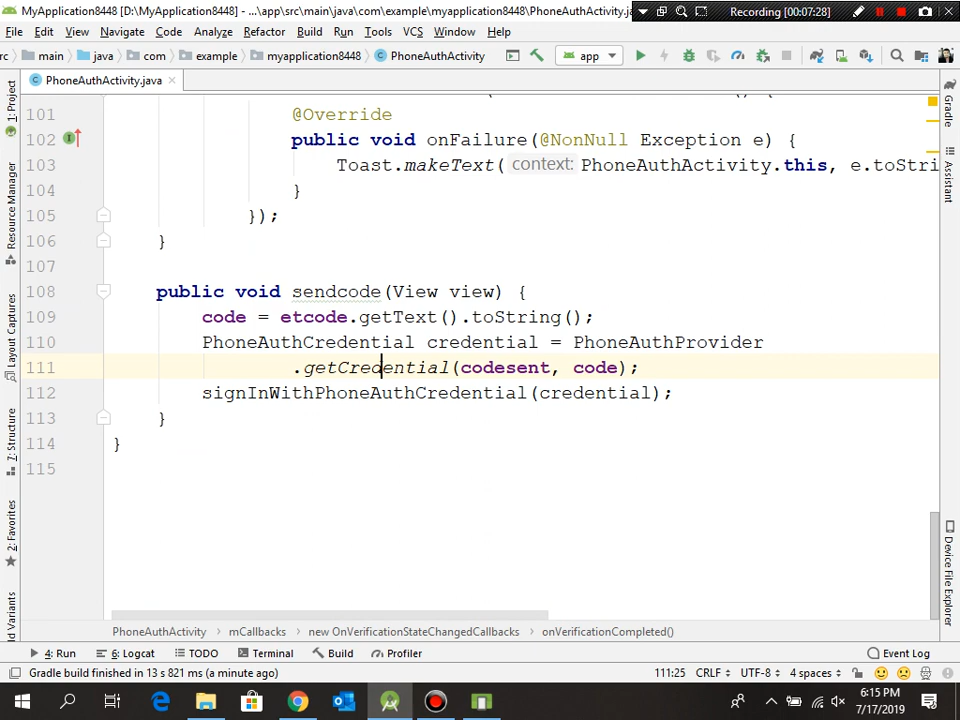 MyApplication8448 [D:\MyApplication8448] - ...\app\src\main\java\com\example\myapplication8448\PhoneAuthActivity.
Recording [00:07:28]
File Edit View Navigate Code Analyze Refactor Build Run Tools VCS Window Help
rc main java com example myapplication8448 PhoneAuthActivity app
PhoneAuthActivity.java
1: Project
Resource Manager
Layout Captures
7: Structure
2: Favorites
d Variants
Gradle
Assistant
Device File Explorer
101 @Override
102 public void onFailure(@NonNull Exception e) {
103 Toast.makeText( context: PhoneAuthActivity.this, e.toStri
104 }
105 });
106 }
107
108 public void sendcode(View view) {
109 code = etcode.getText().toString();
110 PhoneAuthCredential credential = PhoneAuthProvider
111 .getCredential(codesent, code);
112 signInWithPhoneAuthCredential(credential);
113 }
114 }
115
PhoneAuthActivity mCallbacks new OnVerificationStateChangedCallbacks onVerificationCompleted()
4: Run 6: Logcat TODO Terminal Build Profiler Event Log
Gradle build finished in 13 s 821 ms (a minute ago) 111:25 CRLF UTF-8 4 spaces
6:15 PM
7/17/2019